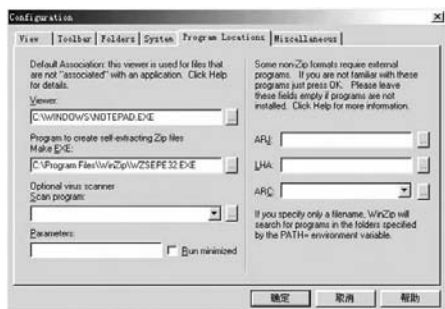 Configuration
View
Toolbar
Folders
System
Program Locations
Miscellaneous
Default Association: this viewer is used for files
that are not "associated" with an application. Click Help
for details.
Viewer:
C:\WINDOWS\NOTEPAD.EXE
Program to create self-extracting Zip files
Make EXE:
C:\Program Files\WinZip\WZSEPE32.EXE
Optional virus scanner
Scan program:
Parameters:
Run minimized
Some non-Zip formats require external
programs. If you are not familiar with these
programs just press OK. Please leave
these fields empty if programs are not
installed. Click Help for more information.
ARJ:
LHA:
ARC:
If you specify only a filename, WinZip will
search for programs in the folders specified
by the PATH= environment variable.
确定
取消
帮助